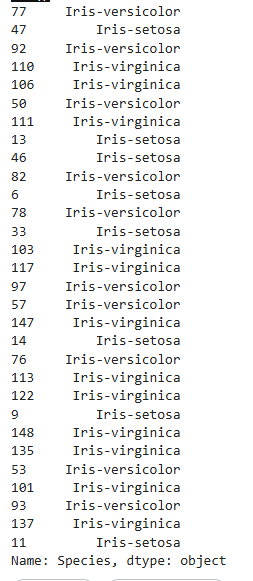 77 Iris-versicolor
47 Iris-setosa
92 Iris-versicolor
110 Iris-virginica
106 Iris-virginica
50 Iris-versicolor
111 Iris-virginica
13 Iris-setosa
46 Iris-setosa
82 Iris-versicolor
6 Iris-setosa
78 Iris-versicolor
33 Iris-setosa
103 Iris-virginica
117 Iris-virginica
97 Iris-versicolor
57 Iris-versicolor
147 Iris-virginica
14 Iris-setosa
76 Iris-versicolor
113 Iris-virginica
122 Iris-virginica
9 Iris-setosa
148 Iris-virginica
135 Iris-virginica
53 Iris-versicolor
101 Iris-virginica
93 Iris-versicolor
137 Iris-virginica
11 Iris-setosa
Name: Species, dtype: object